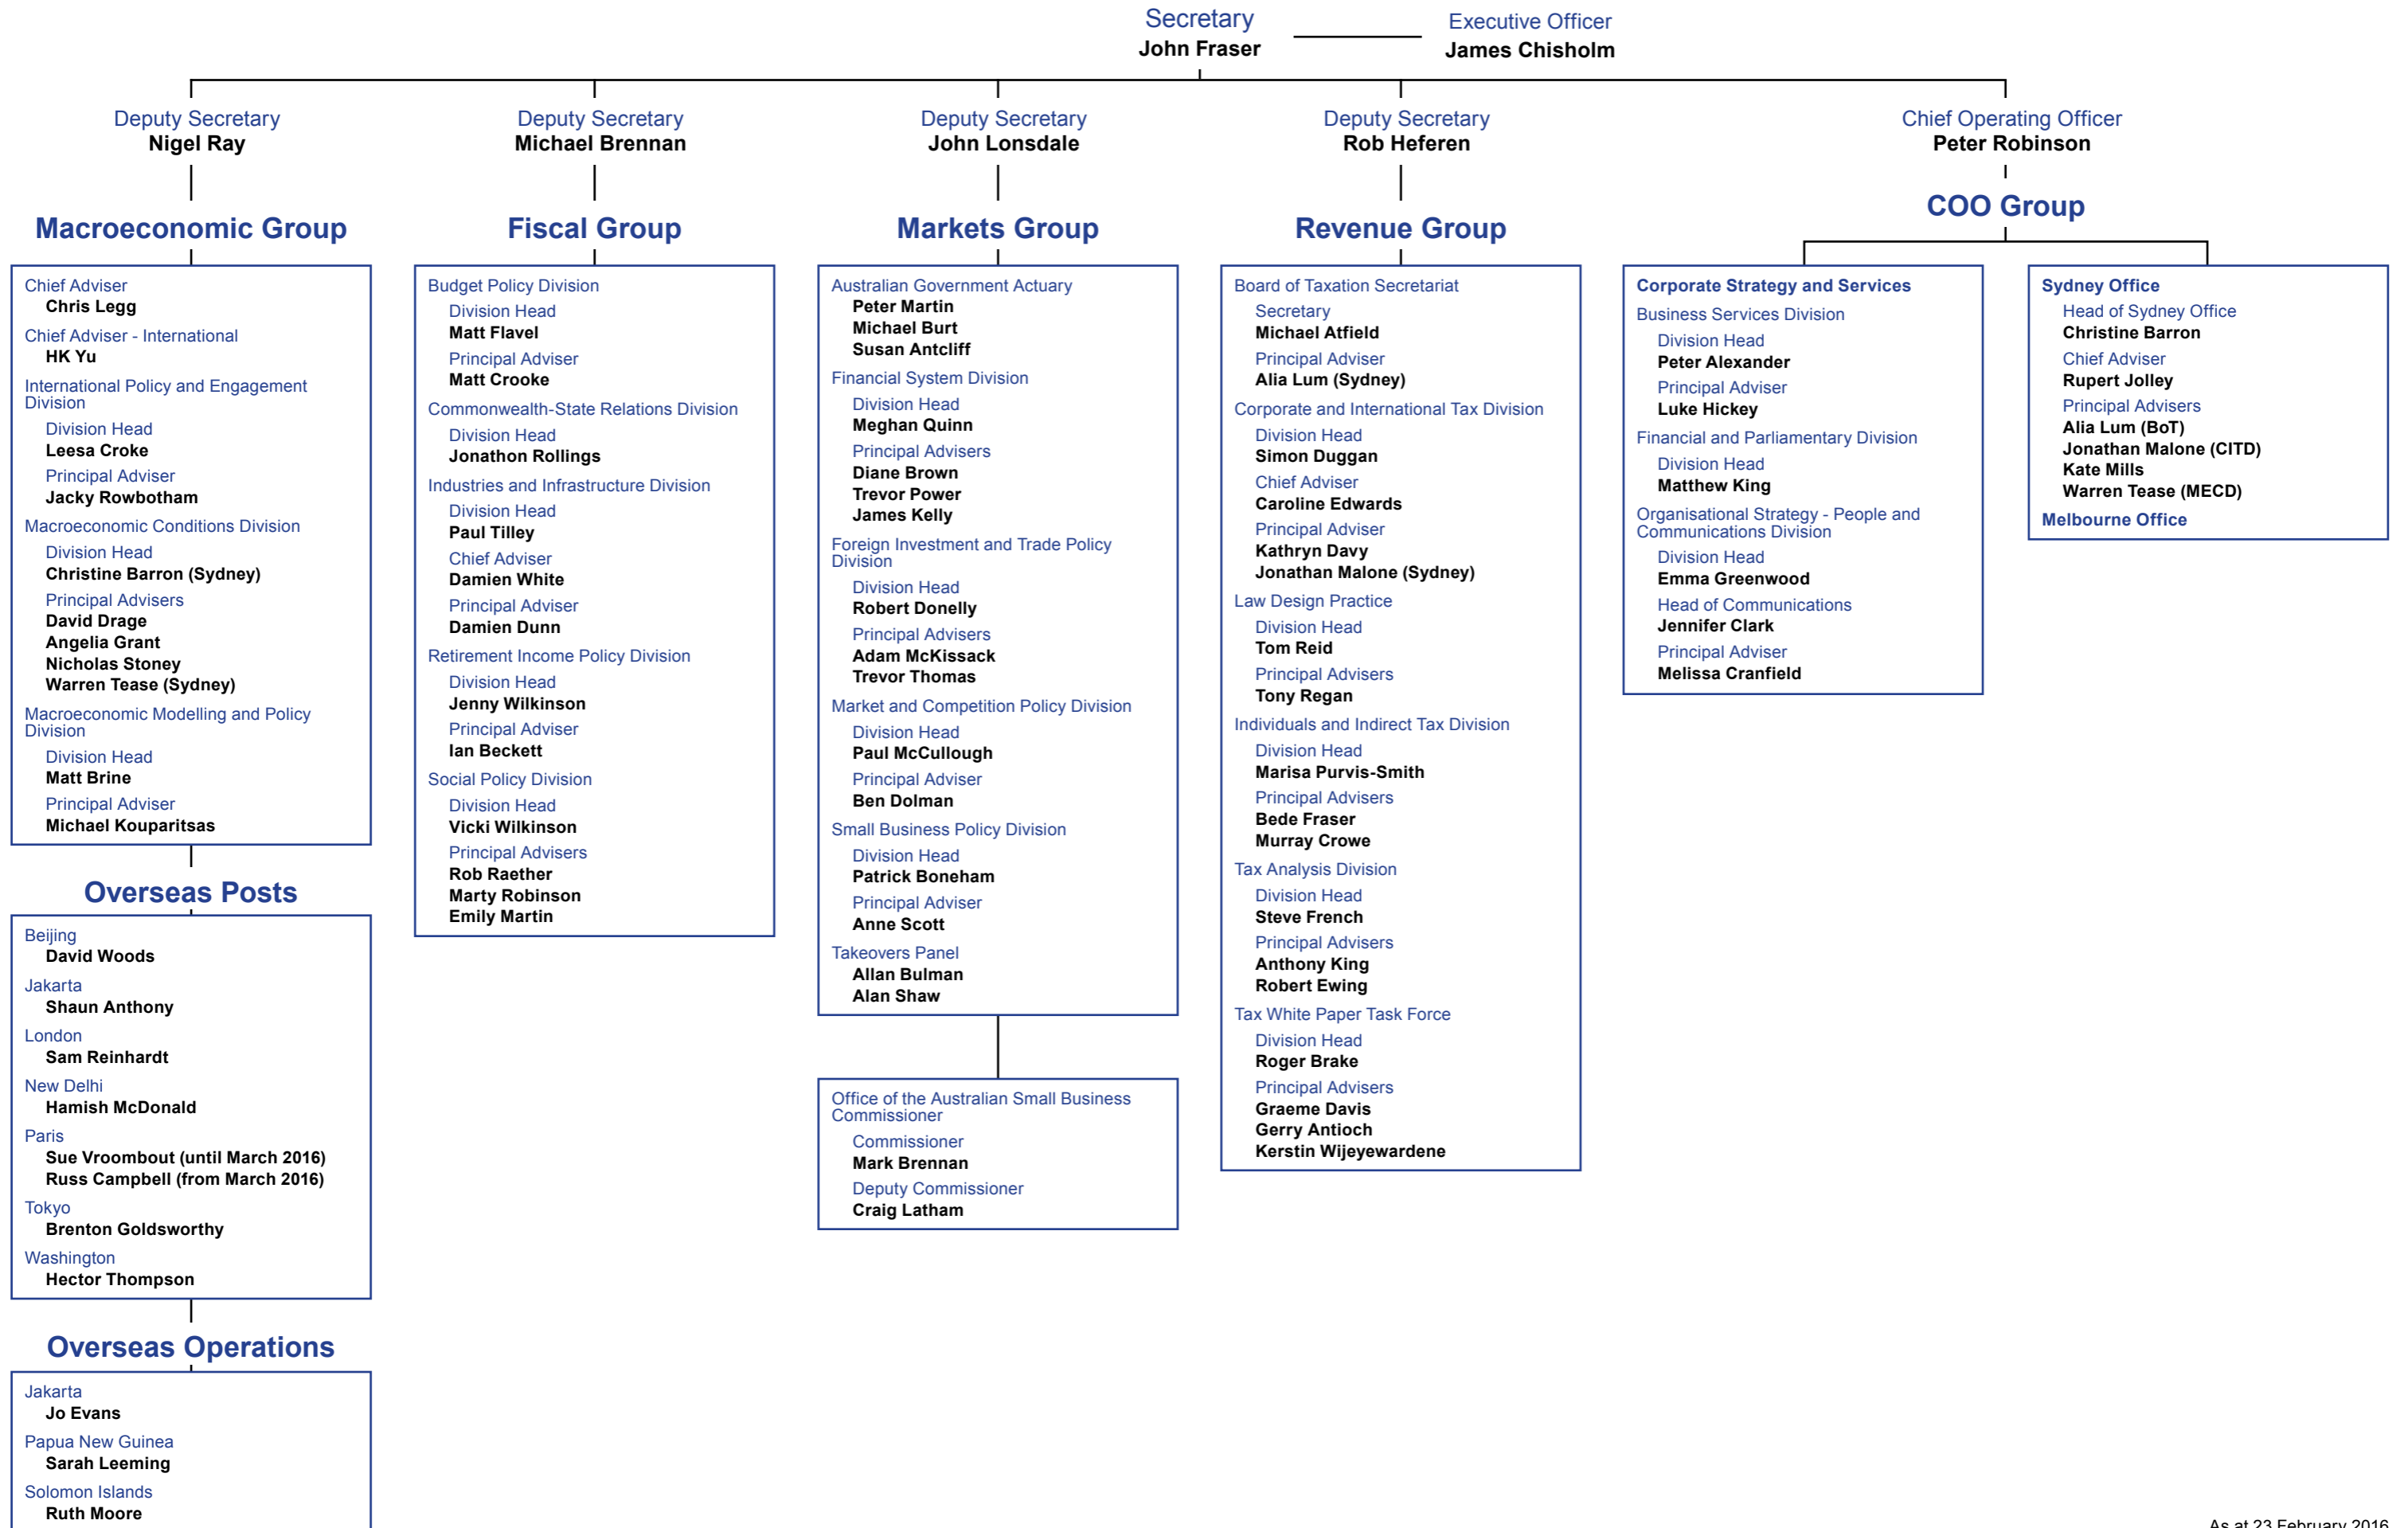 Secretary
John Fraser
Executive Officer
James Chisholm
Deputy Secretary
Nigel Ray
Macroeconomic Group
Chief Adviser
Chris Legg
Chief Adviser - International
HK Yu
International Policy and Engagement
Division
Division Head
Leesa Croke
Principal Adviser
Jacky Rowbotham
Macroeconomic Conditions Division
Division Head
Christine Barron (Sydney)
Principal Advisers
David Drage
Angelia Grant
Nicholas Stoney
Warren Tease (Sydney)
Macroeconomic Modelling and Policy
Division
Division Head
Matt Brine
Principal Adviser
Michael Kouparitsas
Overseas Posts
Beijing
David Woods
Jakarta
Shaun Anthony
London
Sam Reinhardt
New Delhi
Hamish McDonald
Paris
Sue Vroombout (until March 2016)
Russ Campbell (from March 2016)
Tokyo
Brenton Goldsworthy
Washington
Hector Thompson
Overseas Operations
Jakarta
Jo Evans
Papua New Guinea
Sarah Leeming
Solomon Islands
Ruth Moore
Deputy Secretary
Michael Brennan
Fiscal Group
Budget Policy Division
Division Head
Matt Flavel
Principal Adviser
Matt Crooke
Commonwealth-State Relations Division
Division Head
Jonathon Rollings
Industries and Infrastructure Division
Division Head
Paul Tilley
Chief Adviser
Damien White
Principal Adviser
Damien Dunn
Retirement Income Policy Division
Division Head
Jenny Wilkinson
Principal Adviser
Ian Beckett
Social Policy Division
Division Head
Vicki Wilkinson
Principal Advisers
Rob Raether
Marty Robinson
Emily Martin
Deputy Secretary
John Lonsdale
Markets Group
Australian Government Actuary
Peter Martin
Michael Burt
Susan Antcliff
Financial System Division
Division Head
Meghan Quinn
Principal Advisers
Diane Brown
Trevor Power
James Kelly
Foreign Investment and Trade Policy
Division
Division Head
Robert Donelly
Principal Advisers
Adam McKissack
Trevor Thomas
Market and Competition Policy Division
Division Head
Paul McCullough
Principal Adviser
Ben Dolman
Small Business Policy Division
Division Head
Patrick Boneham
Principal Adviser
Anne Scott
Takeovers Panel
Allan Bulman
Alan Shaw
Office of the Australian Small Business
Commissioner
Commissioner
Mark Brennan
Deputy Commissioner
Craig Latham
Deputy Secretary
Rob Heferen
Revenue Group
Board of Taxation Secretariat
Secretary
Michael Atfield
Principal Adviser
Alia Lum (Sydney)
Corporate and International Tax Division
Division Head
Simon Duggan
Chief Adviser
Caroline Edwards
Principal Adviser
Kathryn Davy
Jonathan Malone (Sydney)
Law Design Practice
Division Head
Tom Reid
Principal Advisers
Tony Regan
Individuals and Indirect Tax Division
Division Head
Marisa Purvis-Smith
Principal Advisers
Bede Fraser
Murray Crowe
Tax Analysis Division
Division Head
Steve French
Principal Advisers
Anthony King
Robert Ewing
Tax White Paper Task Force
Division Head
Roger Brake
Principal Advisers
Graeme Davis
Gerry Antioch
Kerstin Wijeyewardene
Chief Operating Officer
Peter Robinson
COO Group
Corporate Strategy and Services
Business Services Division
Division Head
Peter Alexander
Principal Adviser
Luke Hickey
Financial and Parliamentary Division
Division Head
Matthew King
Organisational Strategy - People and
Communications Division
Division Head
Emma Greenwood
Head of Communications
Jennifer Clark
Principal Adviser
Melissa Cranfield
Sydney Office
Head of Sydney Office
Christine Barron
Chief Adviser
Rupert Jolley
Principal Advisers
Alia Lum (BoT)
Jonathan Malone (CITD)
Kate Mills
Warren Tease (MECD)
Melbourne Office
As at 23 February 2016